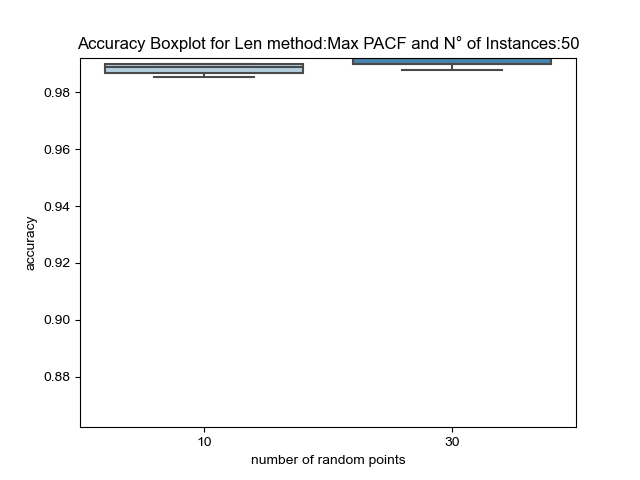 Accuracy Boxplot for Len method:Max PACF and N° of Instances:50
0.98
0.96
0.94
0.92
0.90
0.88
accuracy
10
30
number of random points